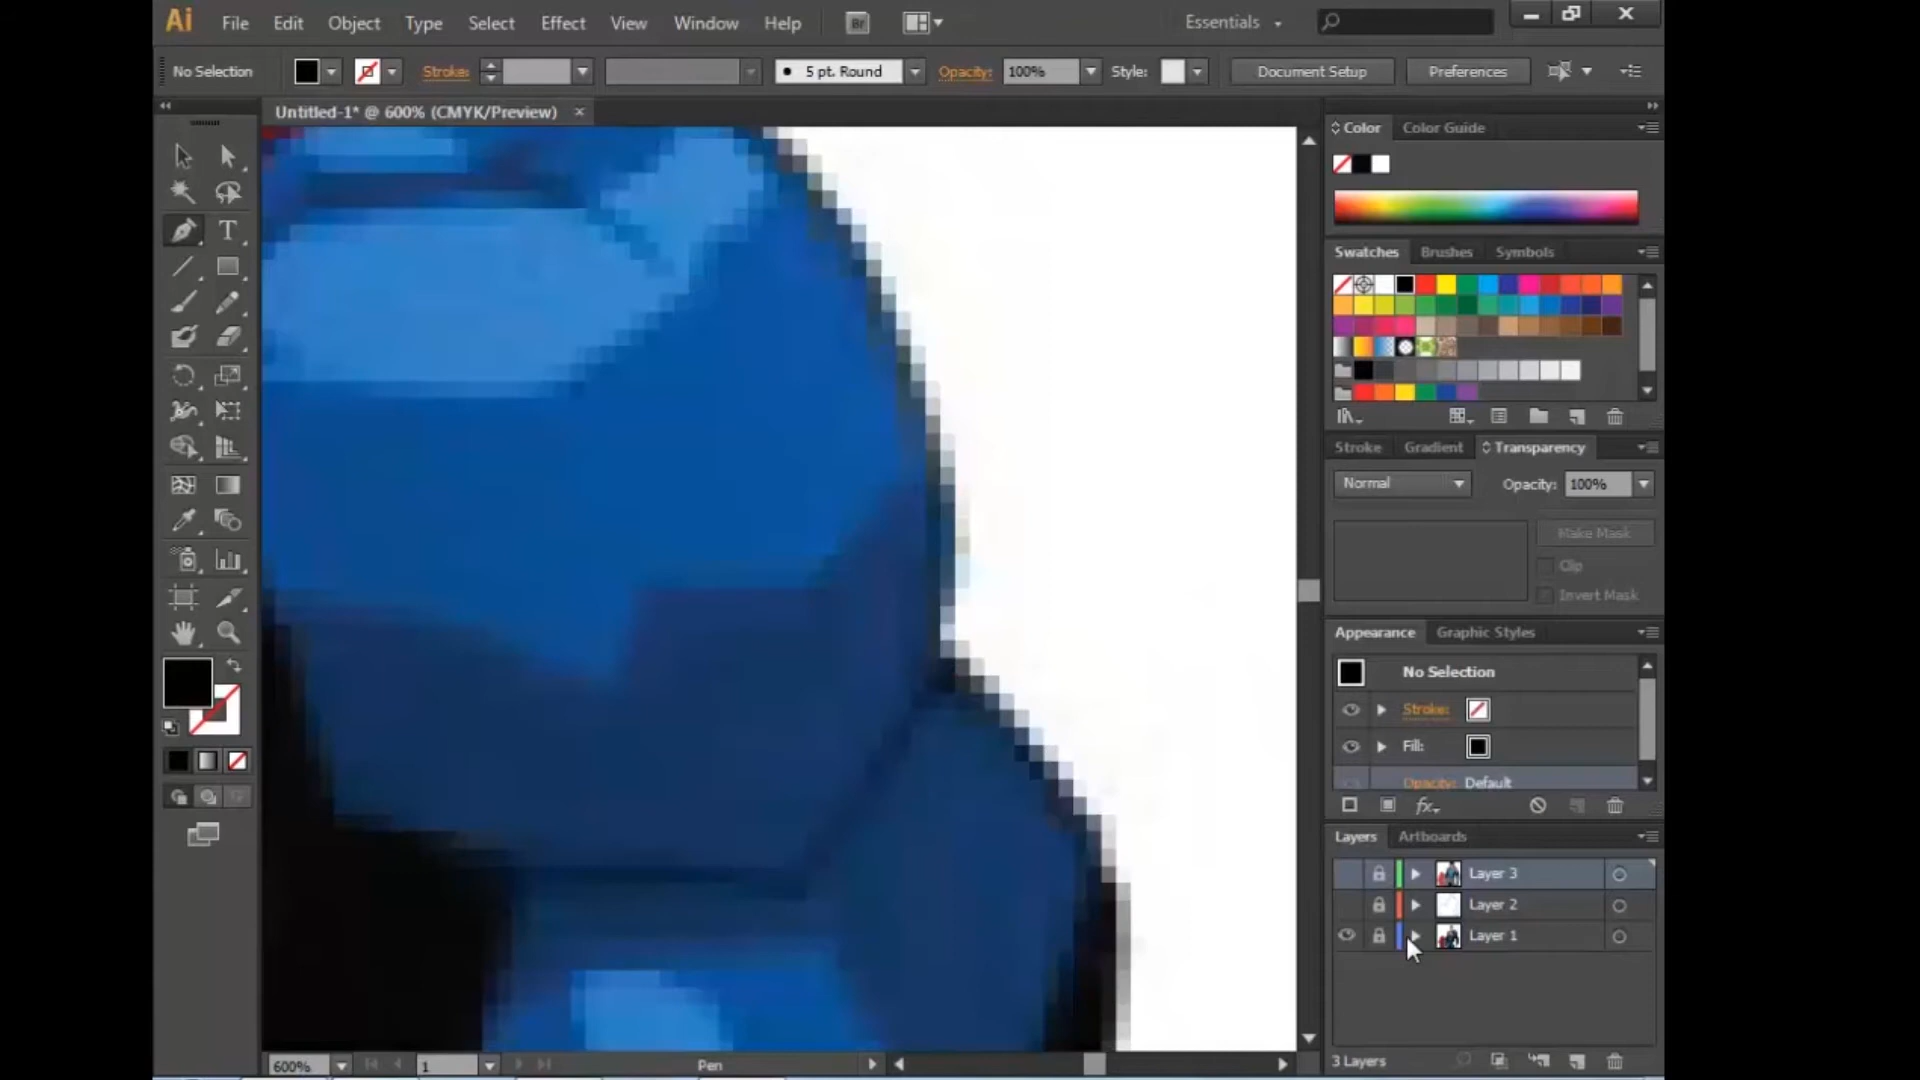 Ai File Edit Object Type Select Effect View Window Help Br Essentials
No Selection Stroke: 5 pt. Round Opacity: 100% Style: Document Setup Preferences
Untitled-1* @ 600% (CMYK/Preview)
Color Color Guide
Swatches Brushes Symbols
Stroke Gradient Transparency
Normal Opacity: 100%
Make Mask
Clip
Invert Mask
Appearance Graphic Styles
No Selection
Stroke:
Fill:
Opacity: Default
fx
Layers Artboards
Layer 3
Layer 2
Layer 1
3 Layers
600% 1 Pen